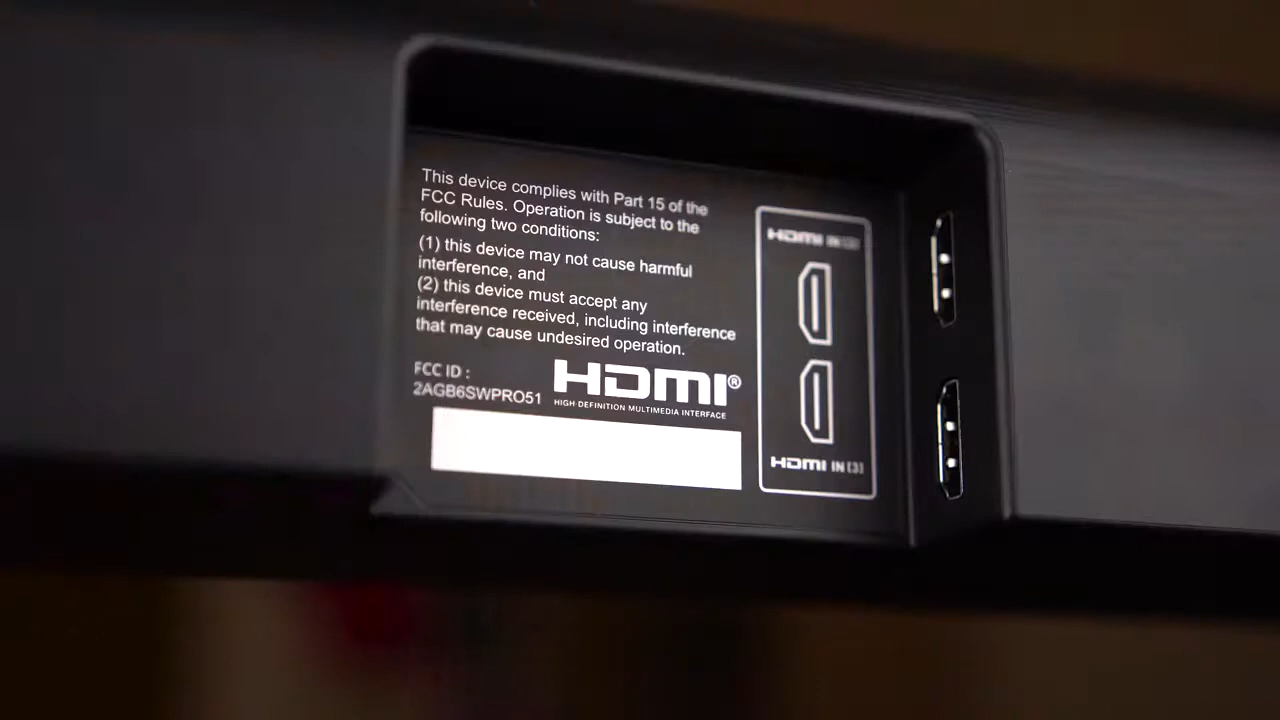 This device complies with Part 15 of the
FCC Rules. Operation is subject to the
following two conditions:
(1) this device may not cause harmful
interference, and
(2) this device must accept any
interference received, including interference
that may cause undesired operation.
FCC ID :
2AGB6SWPRO51
HDMI®
HIGH-DEFINITION MULTIMEDIA INTERFACE
HDMI IN
HDMI IN (3)